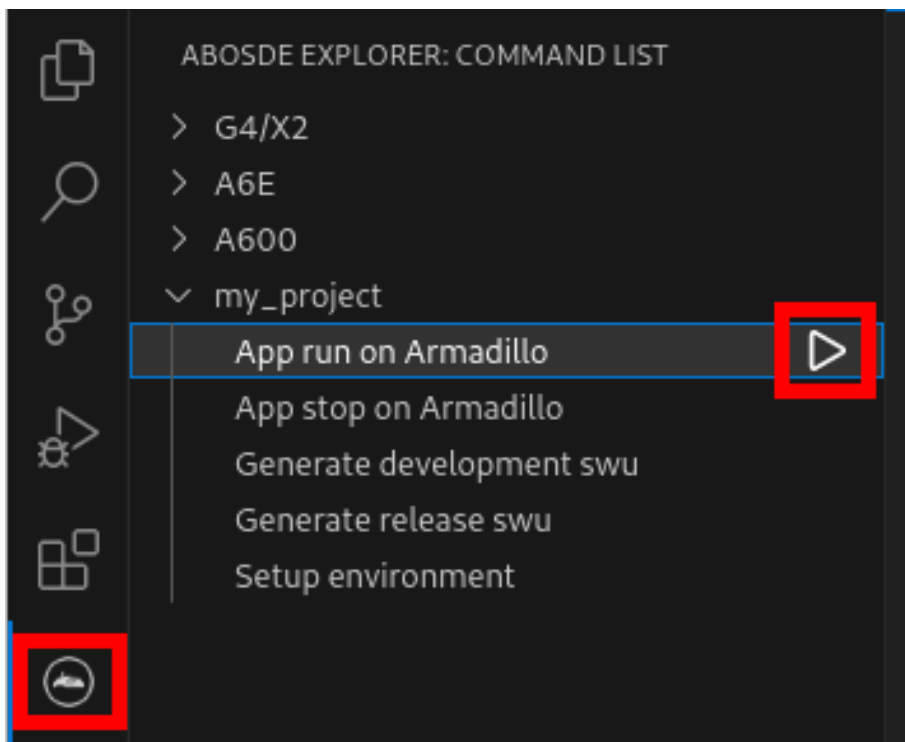 ABOSDE EXPLORER: COMMAND LIST
G4/X2
A6E
A600
my_project
App run on Armadillo
App stop on Armadillo
Generate development swu
Generate release swu
Setup environment